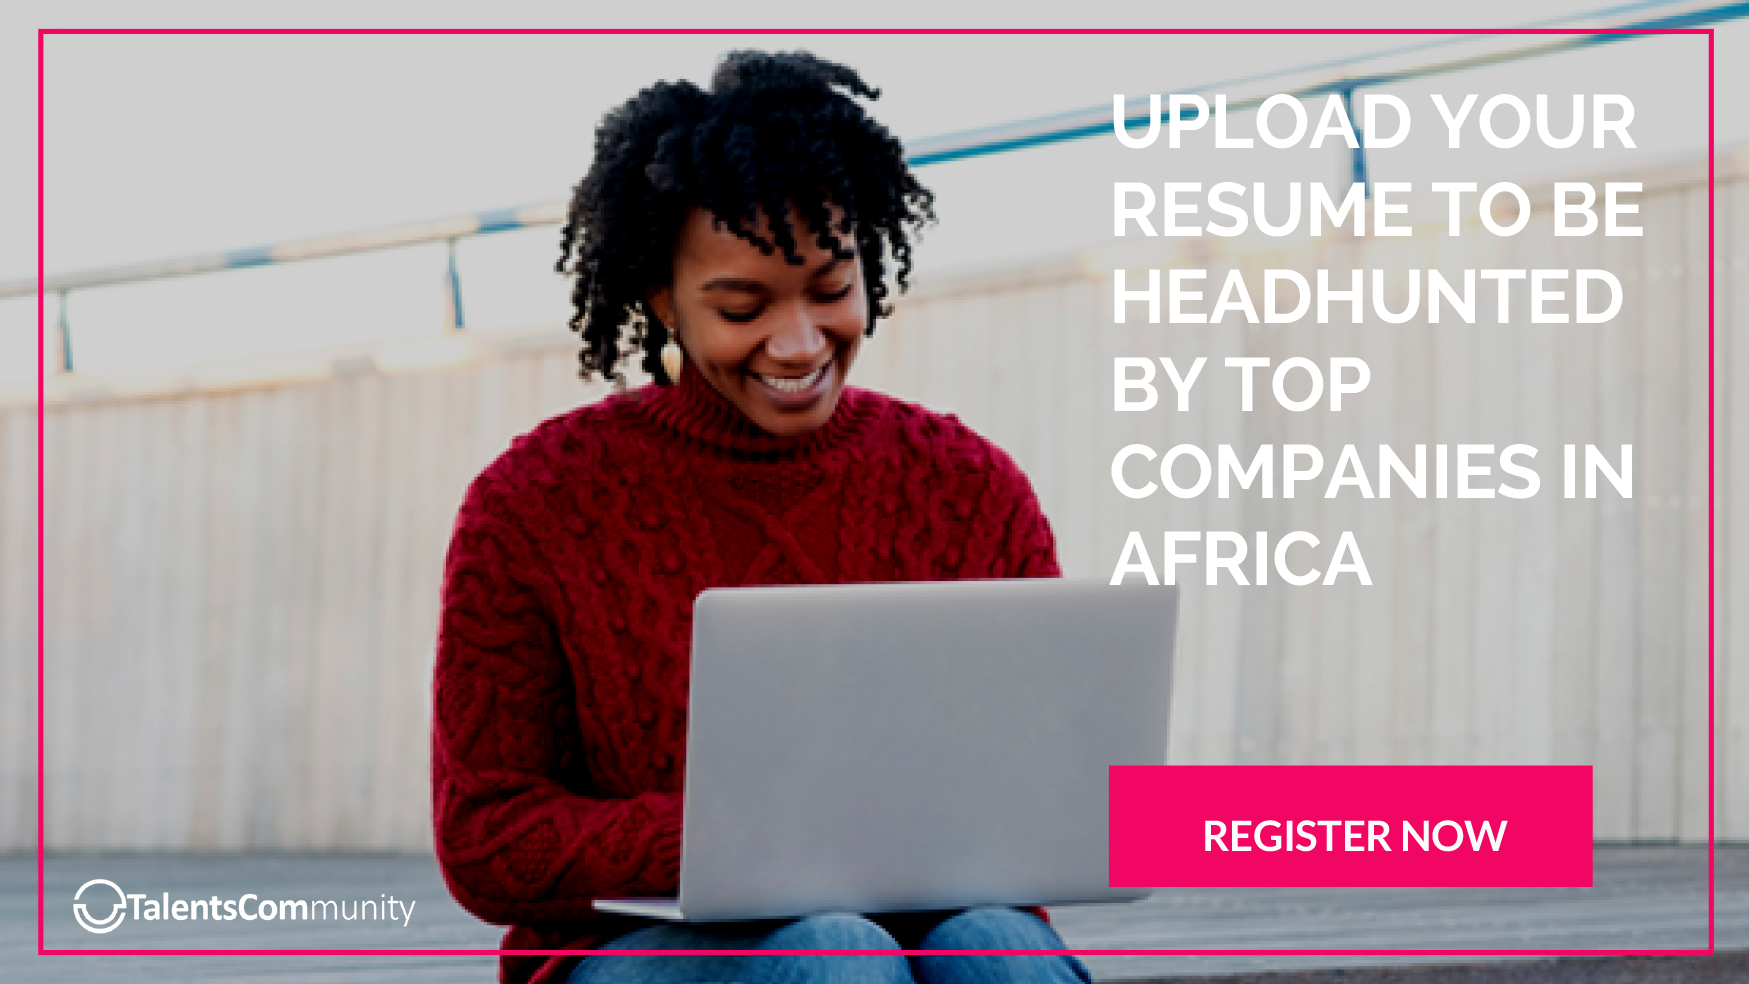 UPLOAD YOUR
RESUME TO BE
HEADHUNTED
BY TOP
COMPANIES IN
AFRICA
REGISTER NOW
TalentsCommunity